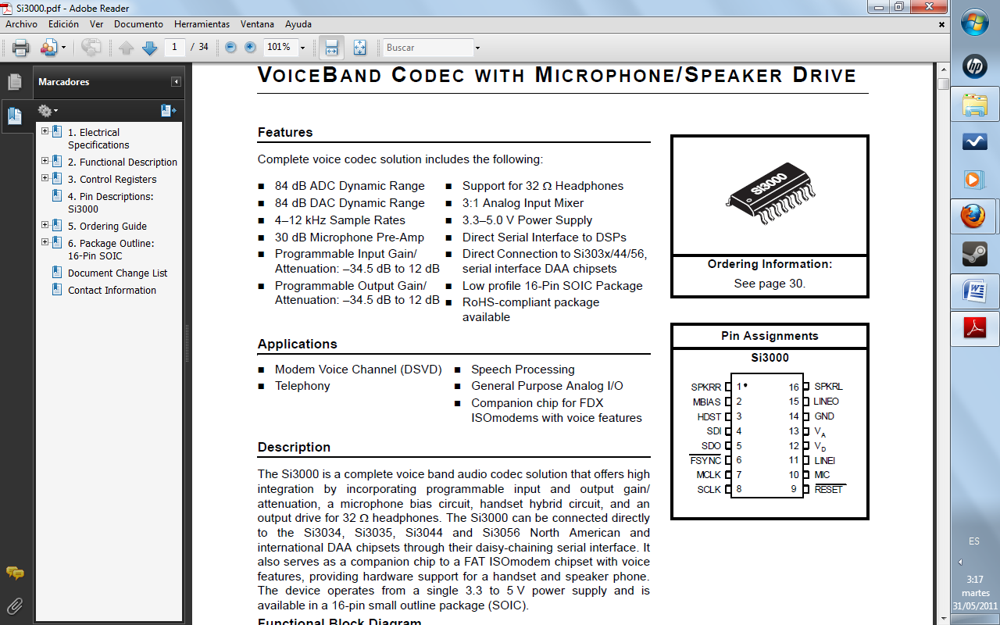 Si3000.pdf - Adobe Reader
Archivo Edición Ver Documento Herramientas Ventana Ayuda
1 / 34 101% Buscar
Marcadores
1. Electrical
Specifications
2. Functional Description
3. Control Registers
4. Pin Descriptions:
Si3000
5. Ordering Guide
6. Package Outline:
16-Pin SOIC
Document Change List
Contact Information
VOICEBAND CODEC WITH MICROPHONE/SPEAKER DRIVE
Features
Complete voice codec solution includes the following:
■ 84 dB ADC Dynamic Range
■ 84 dB DAC Dynamic Range
■ 4–12 kHz Sample Rates
■ 30 dB Microphone Pre-Amp
■ Programmable Input Gain/
Attenuation: –34.5 dB to 12 dB
■ Programmable Output Gain/
Attenuation: –34.5 dB to 12 dB
■ Support for 32 Ω Headphones
■ 3:1 Analog Input Mixer
■ 3.3–5.0 V Power Supply
■ Direct Serial Interface to DSPs
■ Direct Connection to Si303x/44/56,
serial interface DAA chipsets
■ Low profile 16-Pin SOIC Package
■ RoHS-compliant package
available
Applications
■ Modem Voice Channel (DSVD)
■ Telephony
■ Speech Processing
■ General Purpose Analog I/O
■ Companion chip for FDX
ISOmodems with voice features
Description
The Si3000 is a complete voice band audio codec solution that offers high
integration by incorporating programmable input and output gain/
attenuation, a microphone bias circuit, handset hybrid circuit, and an
output drive for 32 Ω headphones. The Si3000 can be connected directly
to the Si3034, Si3035, Si3044 and Si3056 North American and
international DAA chipsets through their daisy-chaining serial interface. It
also serves as a companion chip to a FAT ISOmodem chipset with voice
features, providing hardware support for a handset and speaker phone.
The device operates from a single 3.3 to 5 V power supply and is
available in a 16-pin small outline package (SOIC).
Functional Block Diagram
Si3000
Ordering Information:
See page 30.
Pin Assignments
Si3000
SPKRR 1 16 SPKRL
MBIAS 2 15 LINEO
HDST 3 14 GND
SDI 4 13 VA
SDO 5 12 VD
FSYNC 6 11 LINEI
MCLK 7 10 MIC
SCLK 8 9 RESET
hp
ES
3:17
martes
31/05/2011